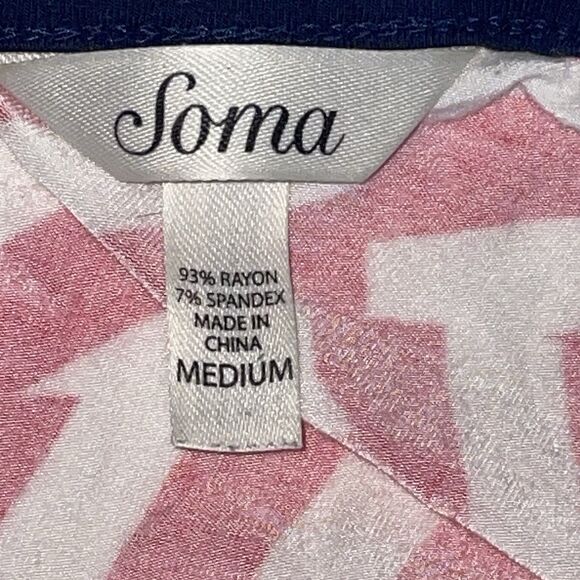 Soma
93% RAYON
7% SPANDEX
MADE IN
CHINA
MEDIUM